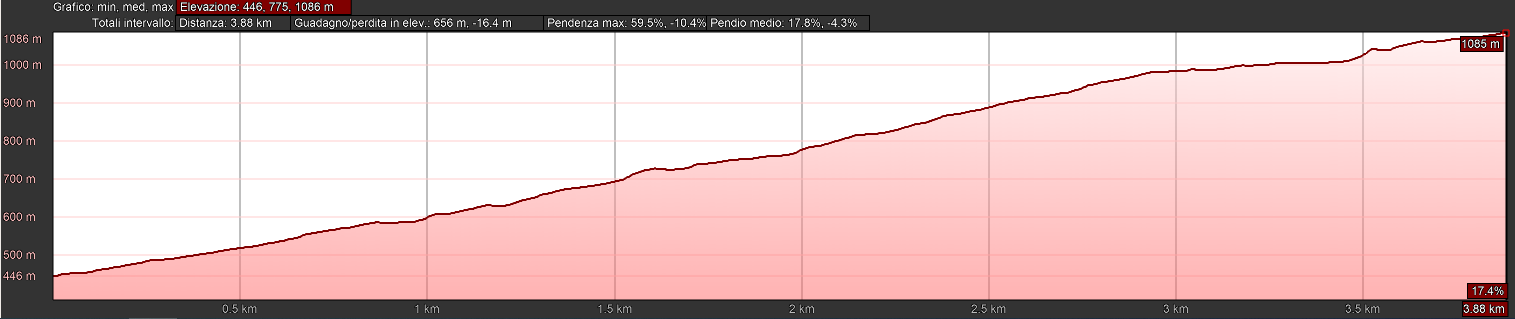 Grafico: min, med, max Elevazione: 446, 775, 1086 m
Totali intervallo: Distanza: 3.88 km Guadagno/perdita in elev.: 656 m, -16.4 m Pendenza max: 59.5%, -10.4% Pendio medio: 17.8%, -4.3%
1086 m
1085 m
1000 m
900 m
800 m
700 m
600 m
500 m
446 m
17.4%
0.5 km 1 km 1.5 km 2 km 2.5 km 3 km 3.5 km 3.88 km